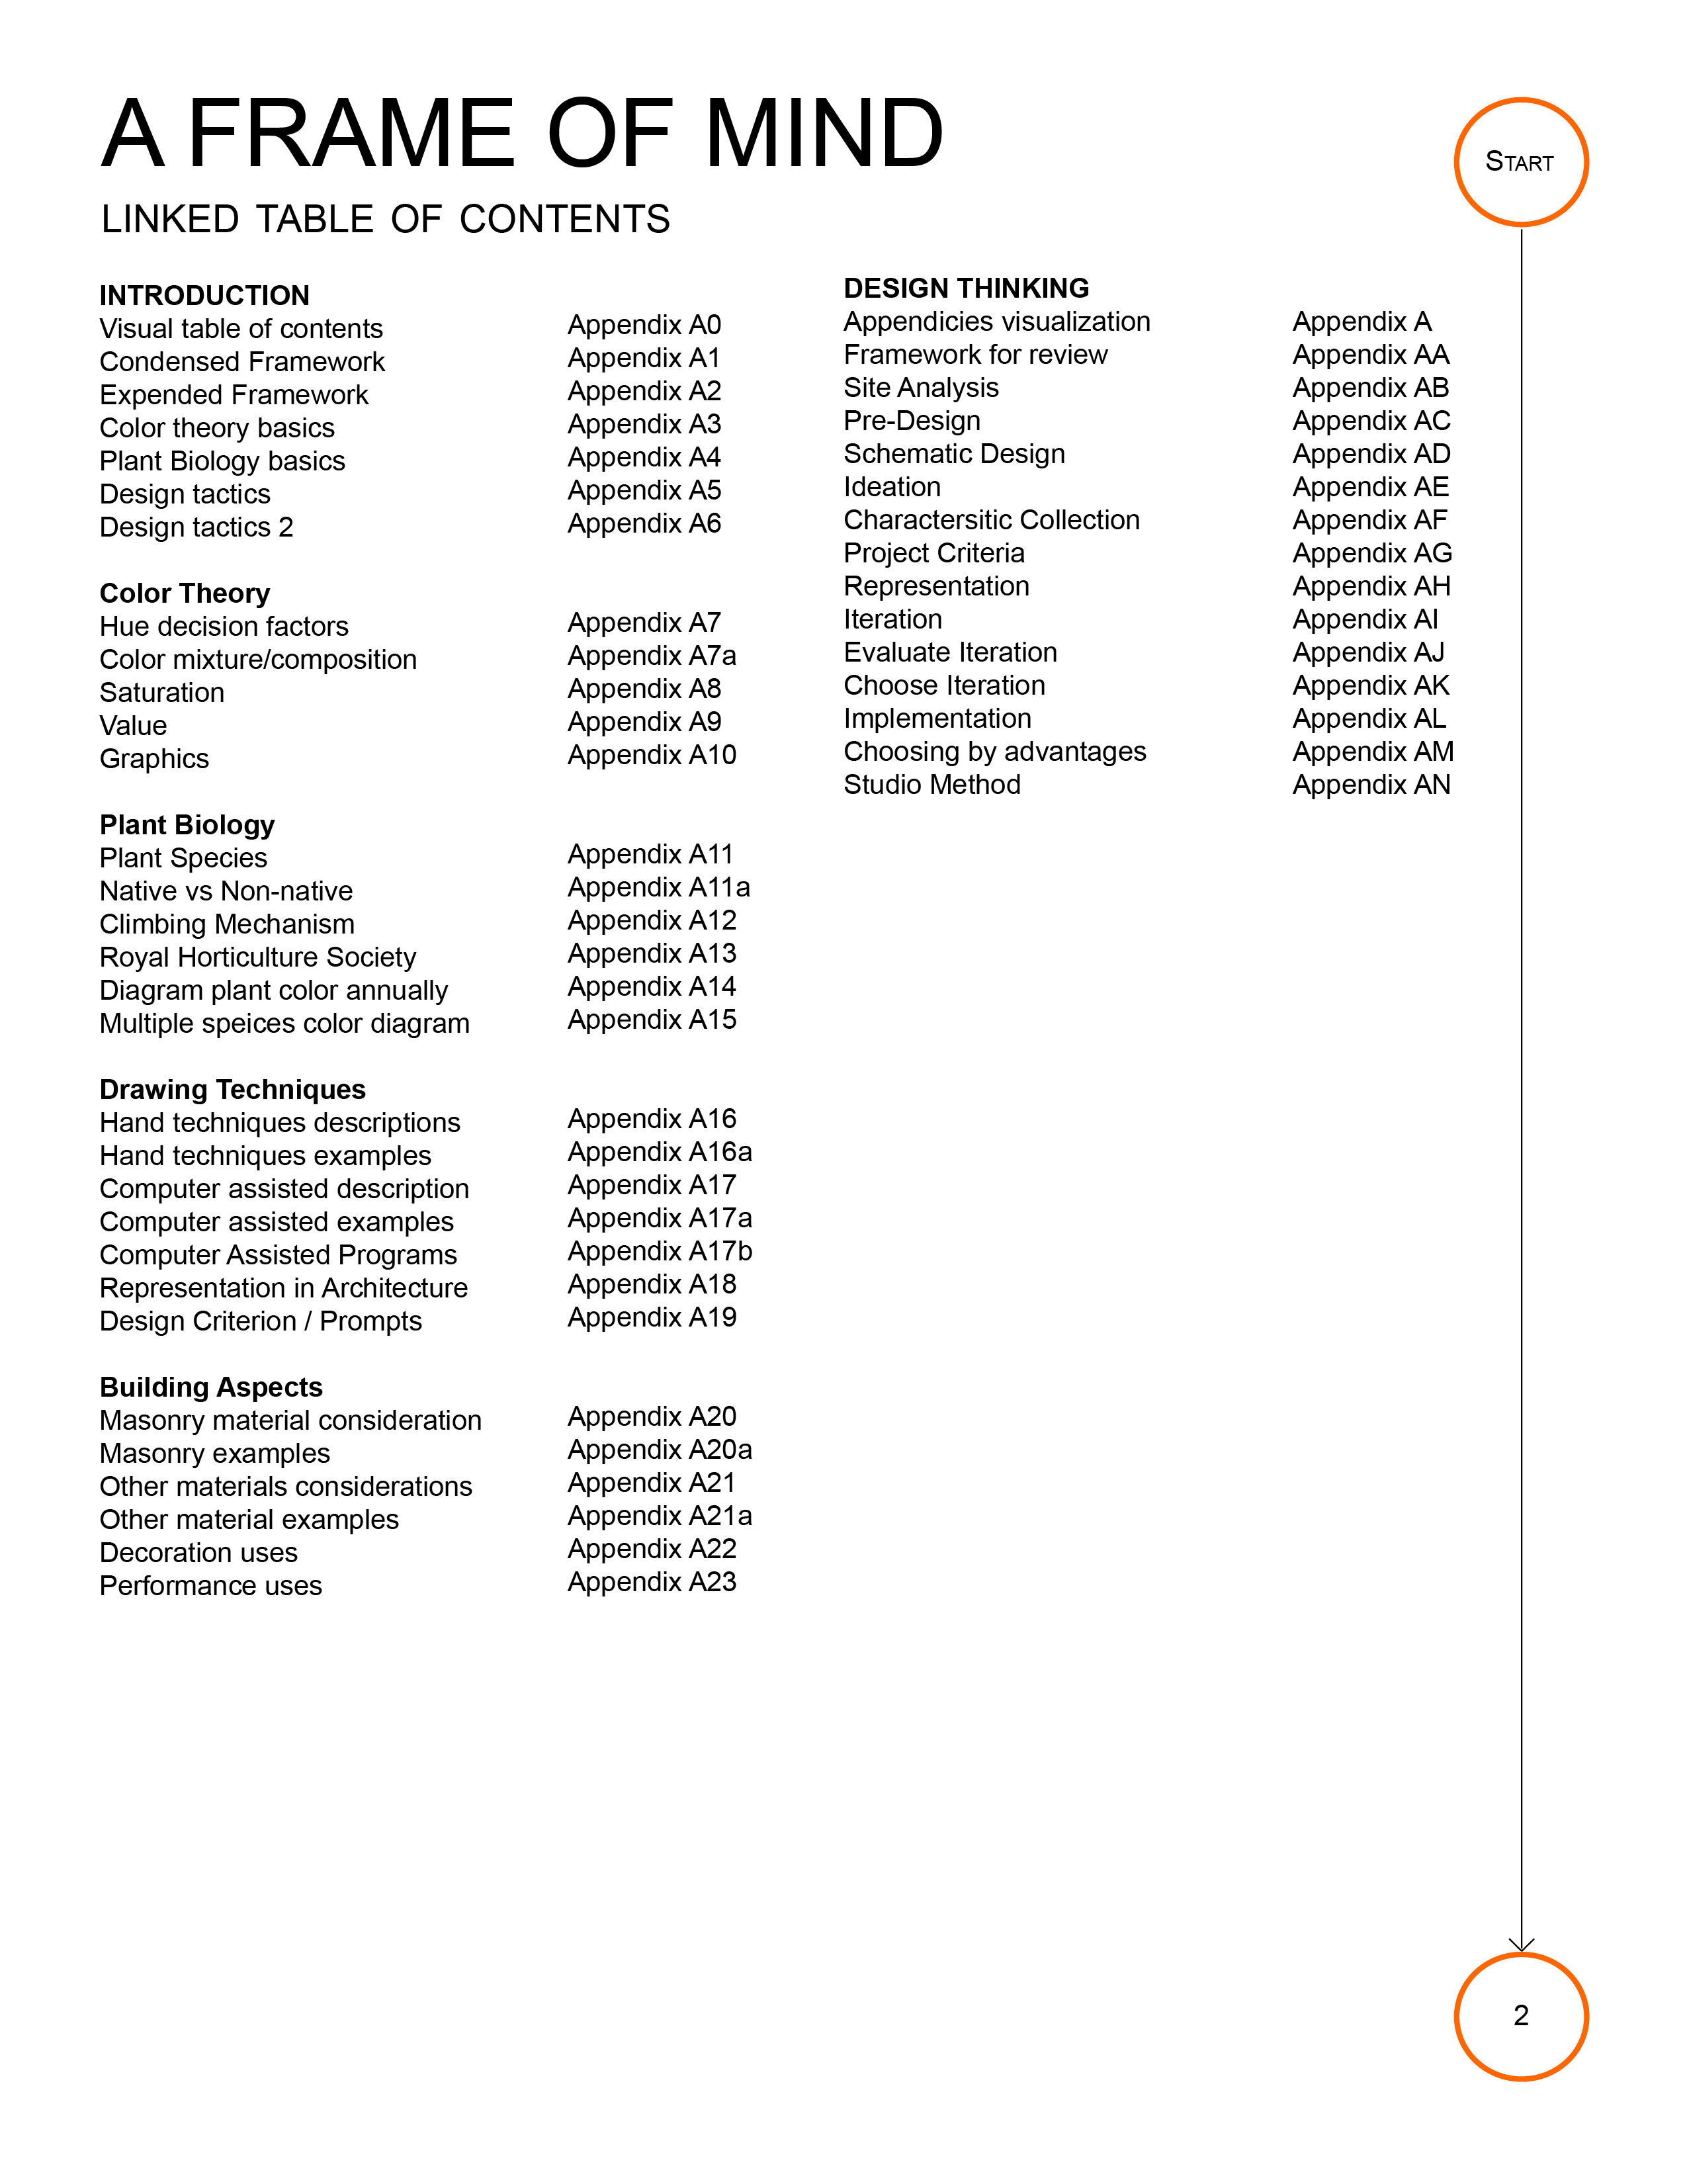 A FRAME OF MIND
LINKED TABLE OF CONTENTS
START
INTRODUCTION
Visual table of contents Appendix A0
Condensed Framework Appendix A1
Expended Framework Appendix A2
Color theory basics Appendix A3
Plant Biology basics Appendix A4
Design tactics Appendix A5
Design tactics 2 Appendix A6
Color Theory
Hue decision factors Appendix A7
Color mixture/composition Appendix A7a
Saturation Appendix A8
Value Appendix A9
Graphics Appendix A10
Plant Biology
Plant Species Appendix A11
Native vs Non-native Appendix A11a
Climbing Mechanism Appendix A12
Royal Horticulture Society Appendix A13
Diagram plant color annually Appendix A14
Multiple speices color diagram Appendix A15
Drawing Techniques
Hand techniques descriptions Appendix A16
Hand techniques examples Appendix A16a
Computer assisted description Appendix A17
Computer assisted examples Appendix A17a
Computer Assisted Programs Appendix A17b
Representation in Architecture Appendix A18
Design Criterion / Prompts Appendix A19
Building Aspects
Masonry material consideration Appendix A20
Masonry examples Appendix A20a
Other materials considerations Appendix A21
Other material examples Appendix A21a
Decoration uses Appendix A22
Performance uses Appendix A23
DESIGN THINKING
Appendicies visualization Appendix A
Framework for review Appendix AA
Site Analysis Appendix AB
Pre-Design Appendix AC
Schematic Design Appendix AD
Ideation Appendix AE
Charactersitic Collection Appendix AF
Project Criteria Appendix AG
Representation Appendix AH
Iteration Appendix AI
Evaluate Iteration Appendix AJ
Choose Iteration Appendix AK
Implementation Appendix AL
Choosing by advantages Appendix AM
Studio Method Appendix AN
2